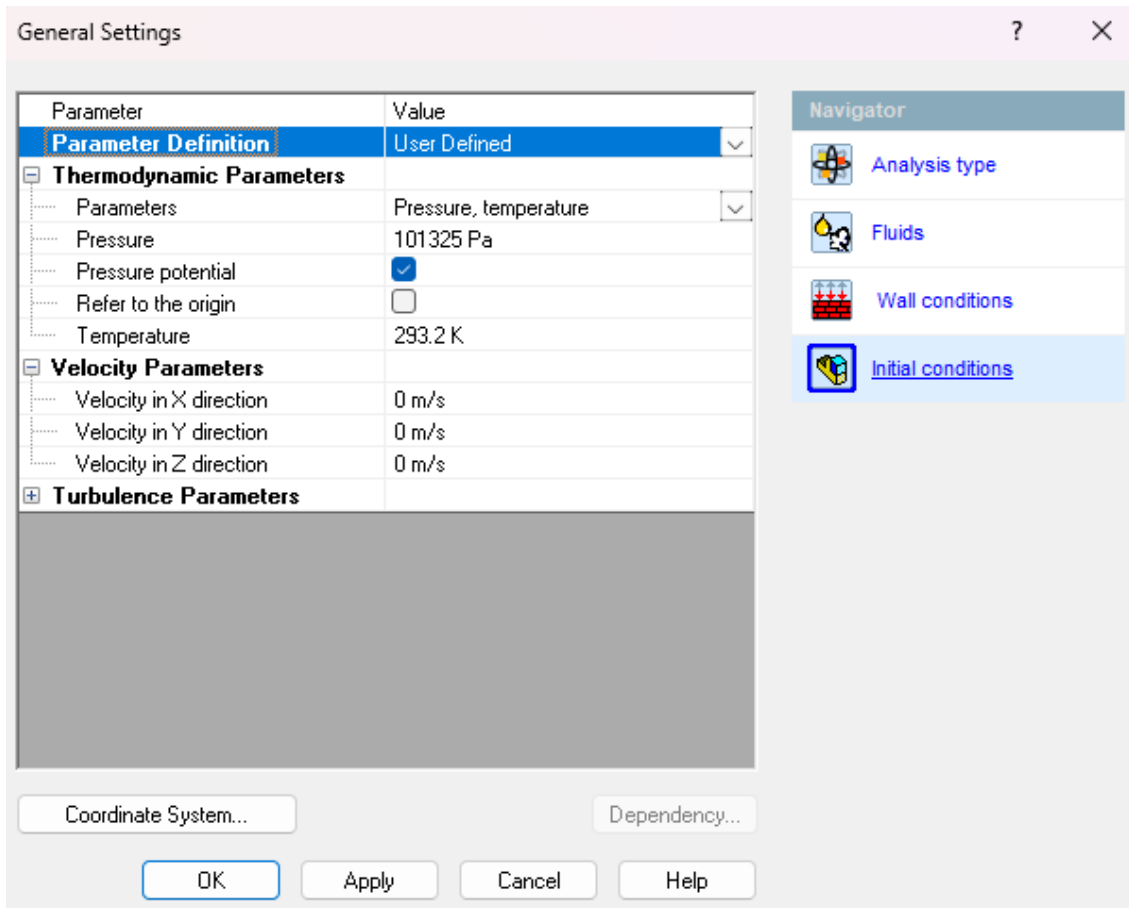 General Settings ? ×
Parameter Value
Parameter Definition User Defined
Thermodynamic Parameters
Parameters Pressure, temperature
Pressure 101325 Pa
Pressure potential
Refer to the origin
Temperature 293.2 K
Velocity Parameters
Velocity in X direction 0 m/s
Velocity in Y direction 0 m/s
Velocity in Z direction 0 m/s
Turbulence Parameters
Coordinate System... Dependency...
OK Apply Cancel Help
Navigator
Analysis type
Fluids
Wall conditions
Initial conditions